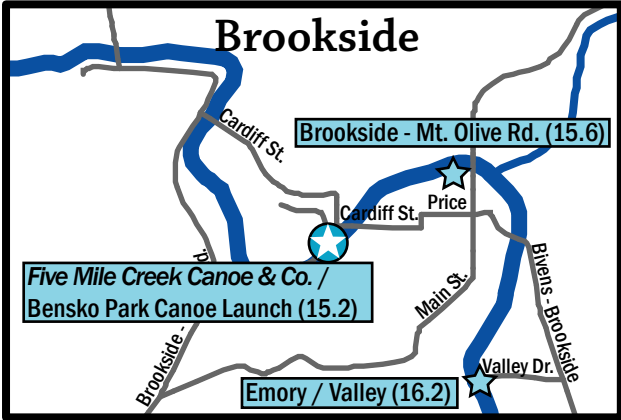 Brookside
Cardiff St.
Brookside - Mt. Olive Rd. (15.6)
Price
Cardiff St.
Five Mile Creek Canoe & Co. /
Bensko Park Canoe Launch (15.2)
d.
Main St.
Bivens - Brookside
Valley Dr.
Brookside -
Emory / Valley (16.2)